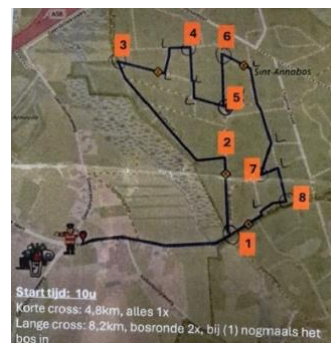 A58
3
4
6
Sint-Annabos
5
2
7
8
1
Start tijd: 10u
Korte cross: 4,8km, alles 1x
Lange cross: 8,2km, bosronde 2x, bij (1) nogmaals het
bos in